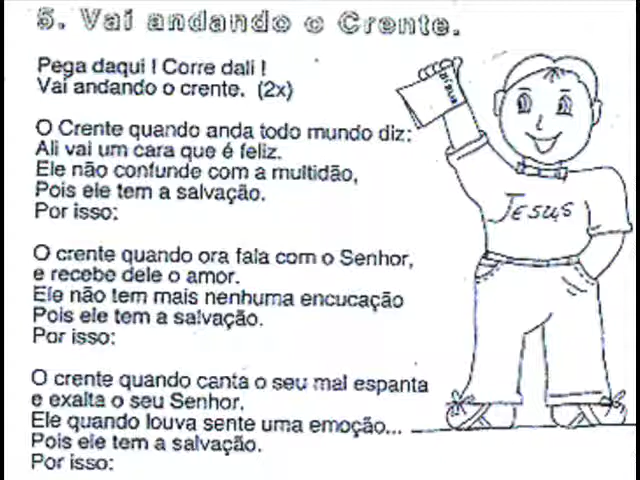 5. Vai andando o Crente.
Pega daqui ! Corre dali !
Vai andando o crente. (2x)
O Crente quando anda todo mundo diz:
Ali vai um cara que é feliz.
Ele não confunde com a multidão,
Pois ele tem a salvação.
Por isso:
O crente quando ora fala com o Senhor,
e recebe dele o amor.
Ele não tem mais nenhuma encucação
Pois ele tem a salvação.
Por isso:
O crente quando canta o seu mal espanta
e exalta o seu Senhor.
Ele quando louva sente uma emoção...
Pois ele tem a salvação.
Por isso:
BÍBLIA
JESUS